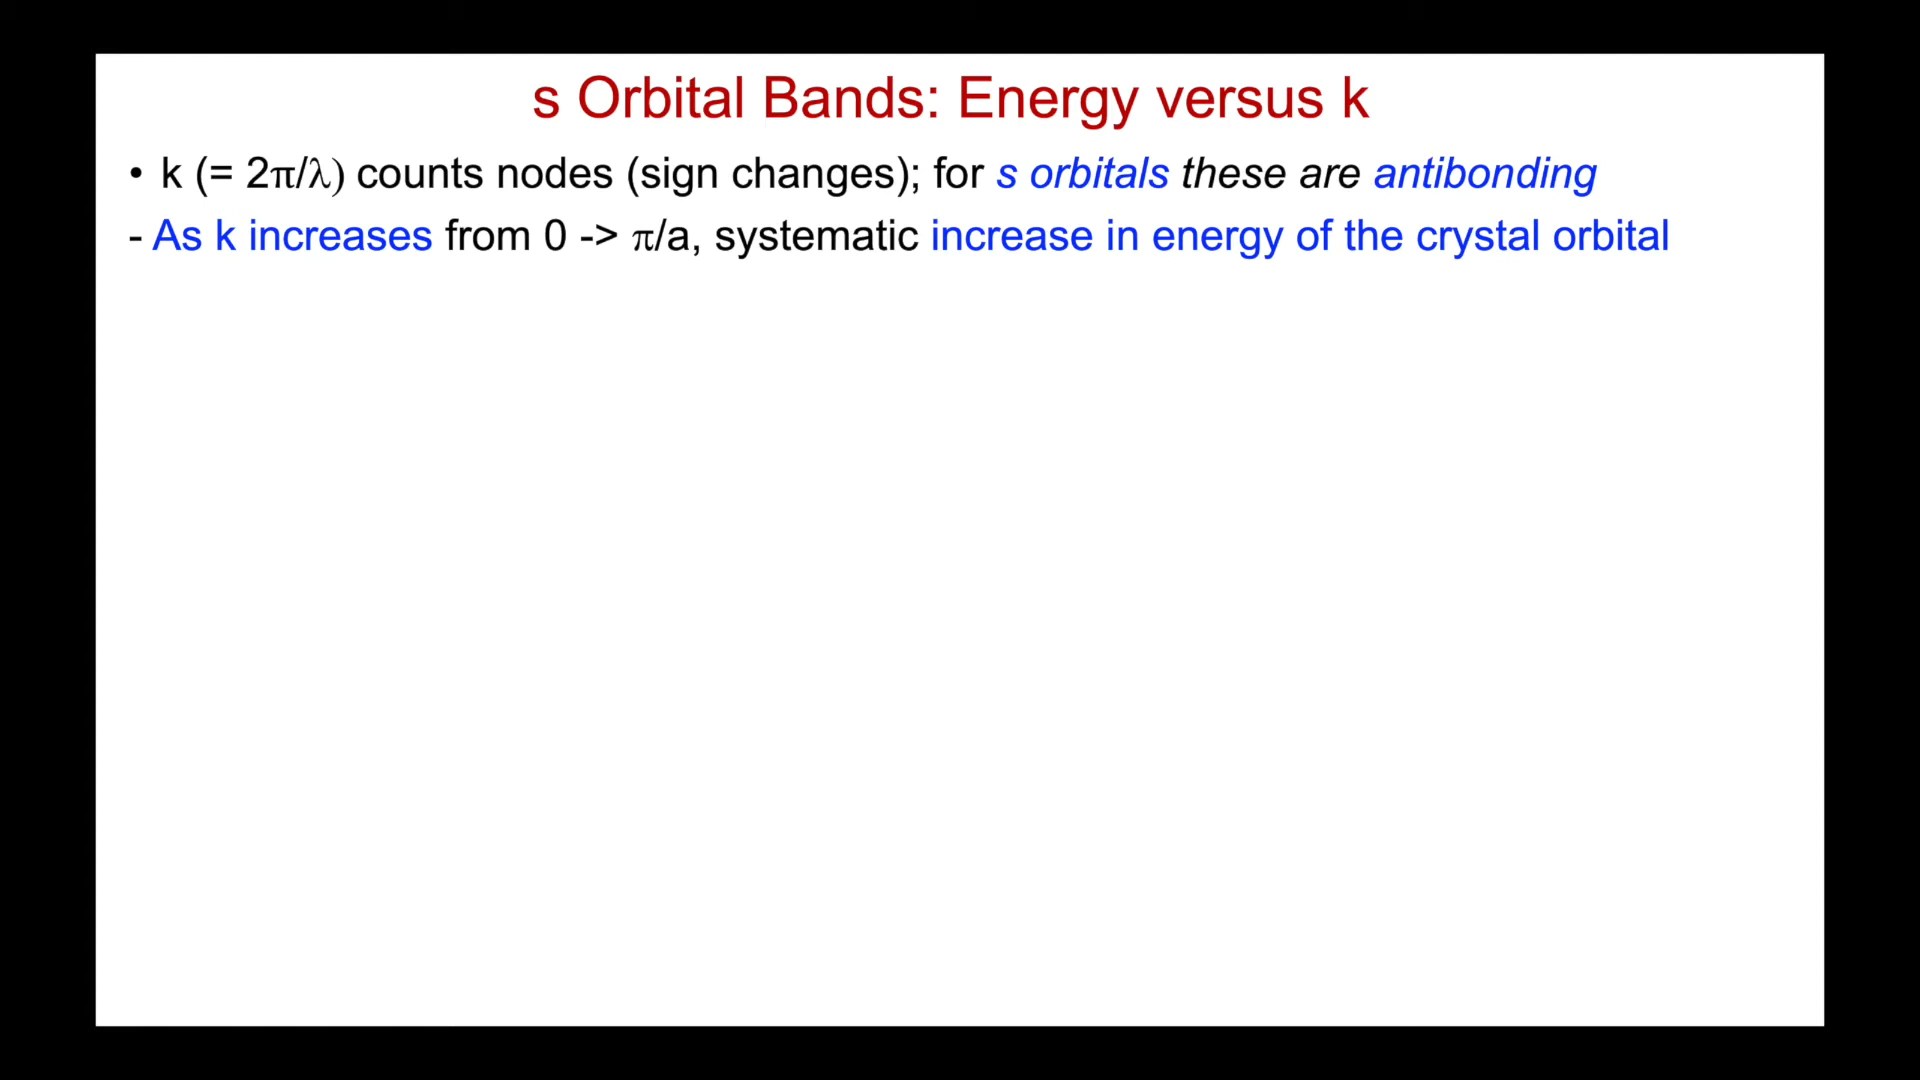 s Orbital Bands: Energy versus k
• k (= 2π/λ) counts nodes (sign changes); for s orbitals these are antibonding
- As k increases from 0 -> π/a, systematic increase in energy of the crystal orbital